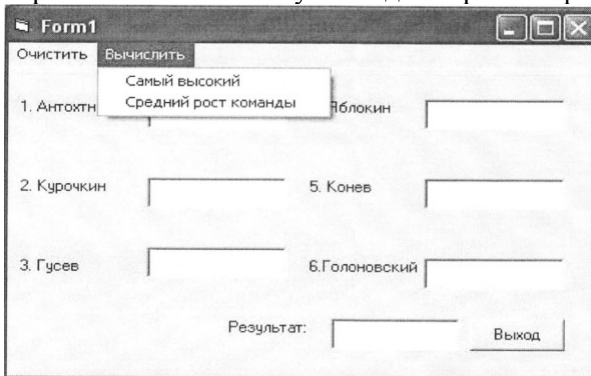 Form1
Очистить Вычислить
Самый высокий
Средний рост команды
1. Антохтн Яблокин
2. Курочкин 5. Конев
3. Гусев 6.Голоновский
Результат: Выход